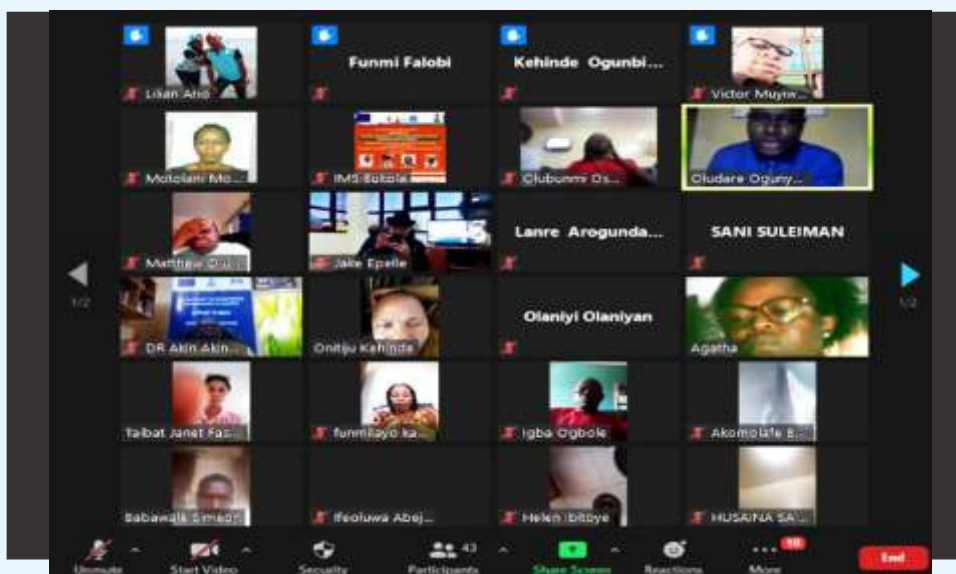 Lilian Aho
Funmi Falobi
Kehinde Ogunbi...
Victor Muyiw...
Motolani Mo...
IMS Bukola
Olubunmi Os...
Oludare Oguny...
Matthew
Jake Epelle
Lanre Arogunda...
SANI SULEIMAN
1/2
1/2
DR Akin Akin...
Onitiju Kehinde
Olaniyi Olaniyan
Agatha
Taibat Janet Fas...
funmilayo ka
Igba Ogbole
Akomolafe B...
Babawale Simeon
Ifeoluwa Abej...
Helen Ibitoye
HUSAINA SA...
Unmute
Start Video
Security
43
Participants
Share Screen
Reactions
10
More
End